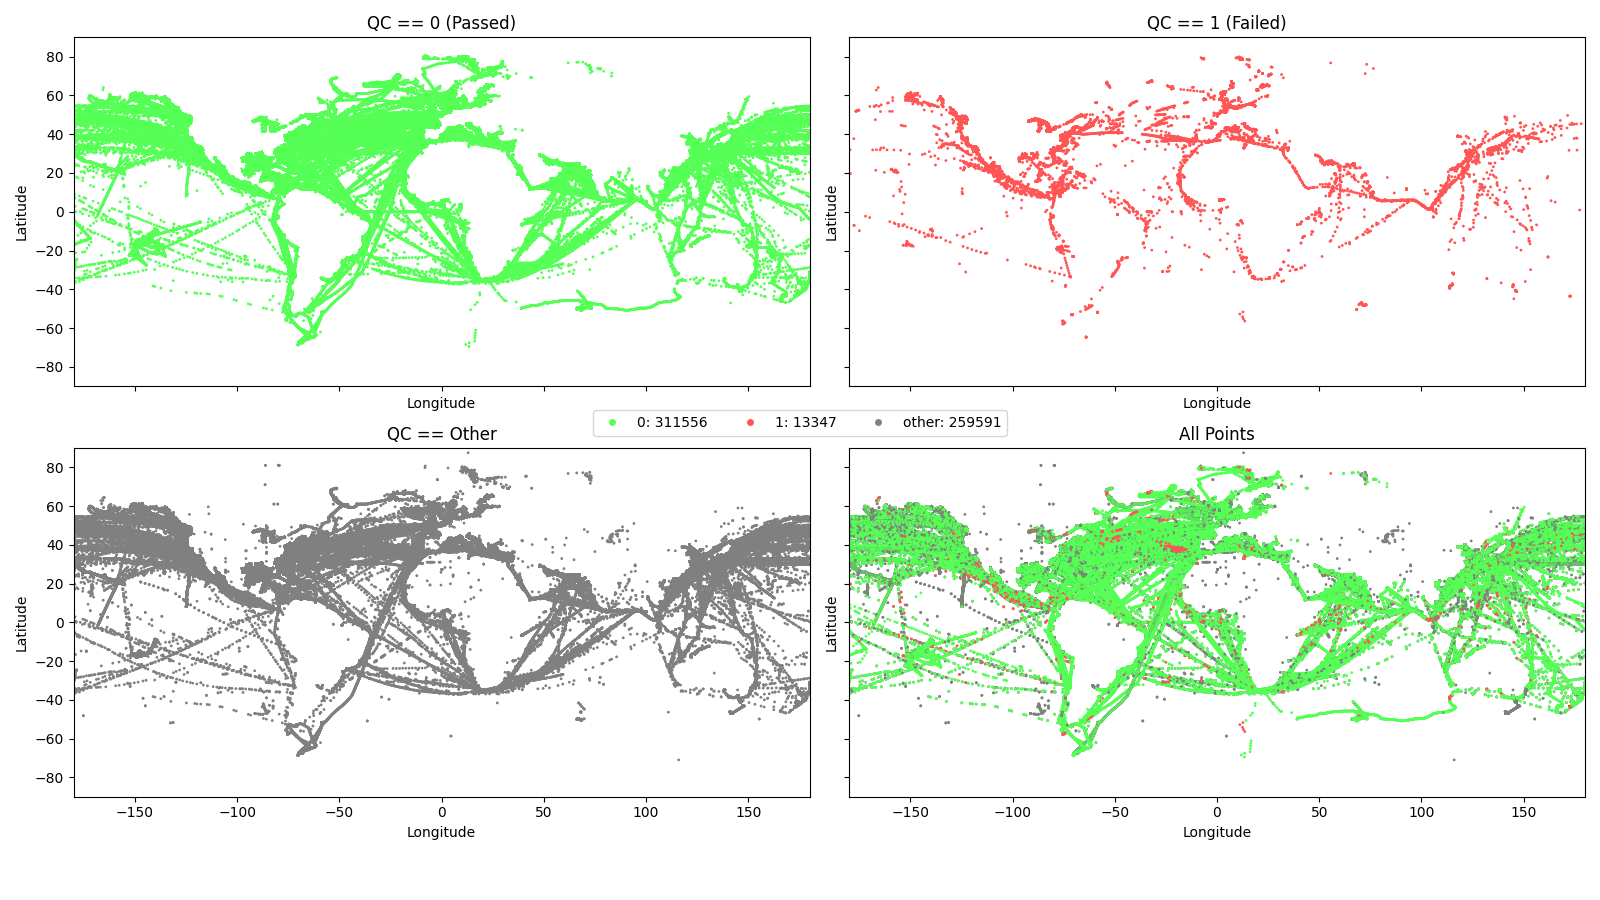 QC == 0 (Passed)
QC == 1 (Failed)
80
60
40
20
0
−20
−40
−60
−80
Latitude
Latitude
Longitude
Longitude
0: 311556 1: 13347 other: 259591
QC == Other
All Points
80
60
40
20
0
−20
−40
−60
−80
Latitude
Latitude
−150 −100 −50 0 50 100 150
−150 −100 −50 0 50 100 150
Longitude
Longitude